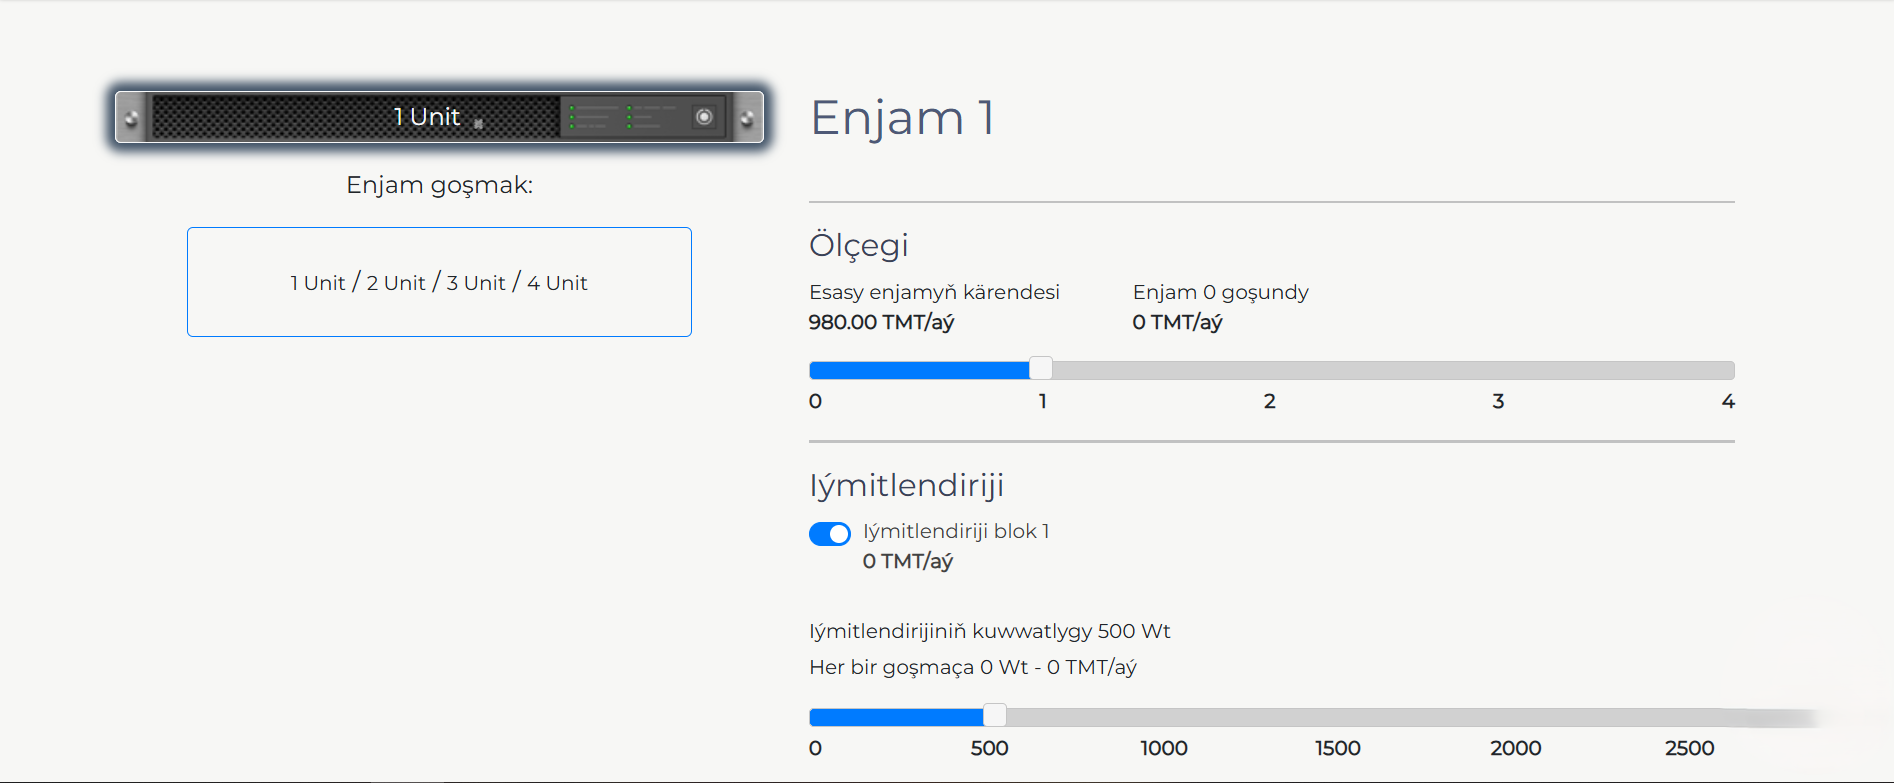 1 Unit
Enjam goşmak:
1 Unit / 2 Unit / 3 Unit / 4 Unit
Enjam 1
Ölçegi
Esasy enjamyň kärendesi
980.00 TMT/aý
Enjam 0 goşundy
0 TMT/aý
0 1 2 3 4
Iýmitlendiriji
Iýmitlendiriji blok 1
0 TMT/aý
Iýmitlendirijiniň kuwwatlygy 500 Wt
Her bir goşmaça 0 Wt - 0 TMT/aý
0 500 1000 1500 2000 2500